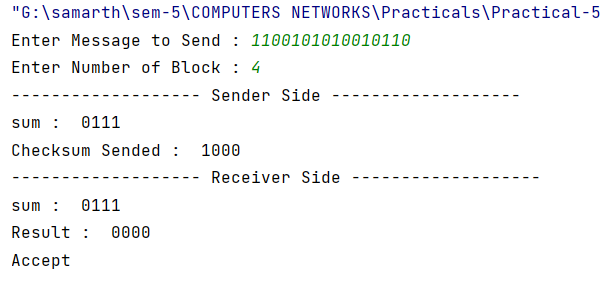 "G:\samarth\sem-5\COMPUTERS NETWORKS\Practicals\Practical-5
Enter Message to Send : 1100101010010110
Enter Number of Block : 4
------------------- Sender Side -------------------
sum :  0111
Checksum Sended :  1000
------------------- Receiver Side -------------------
sum :  0111
Result :  0000
Accept